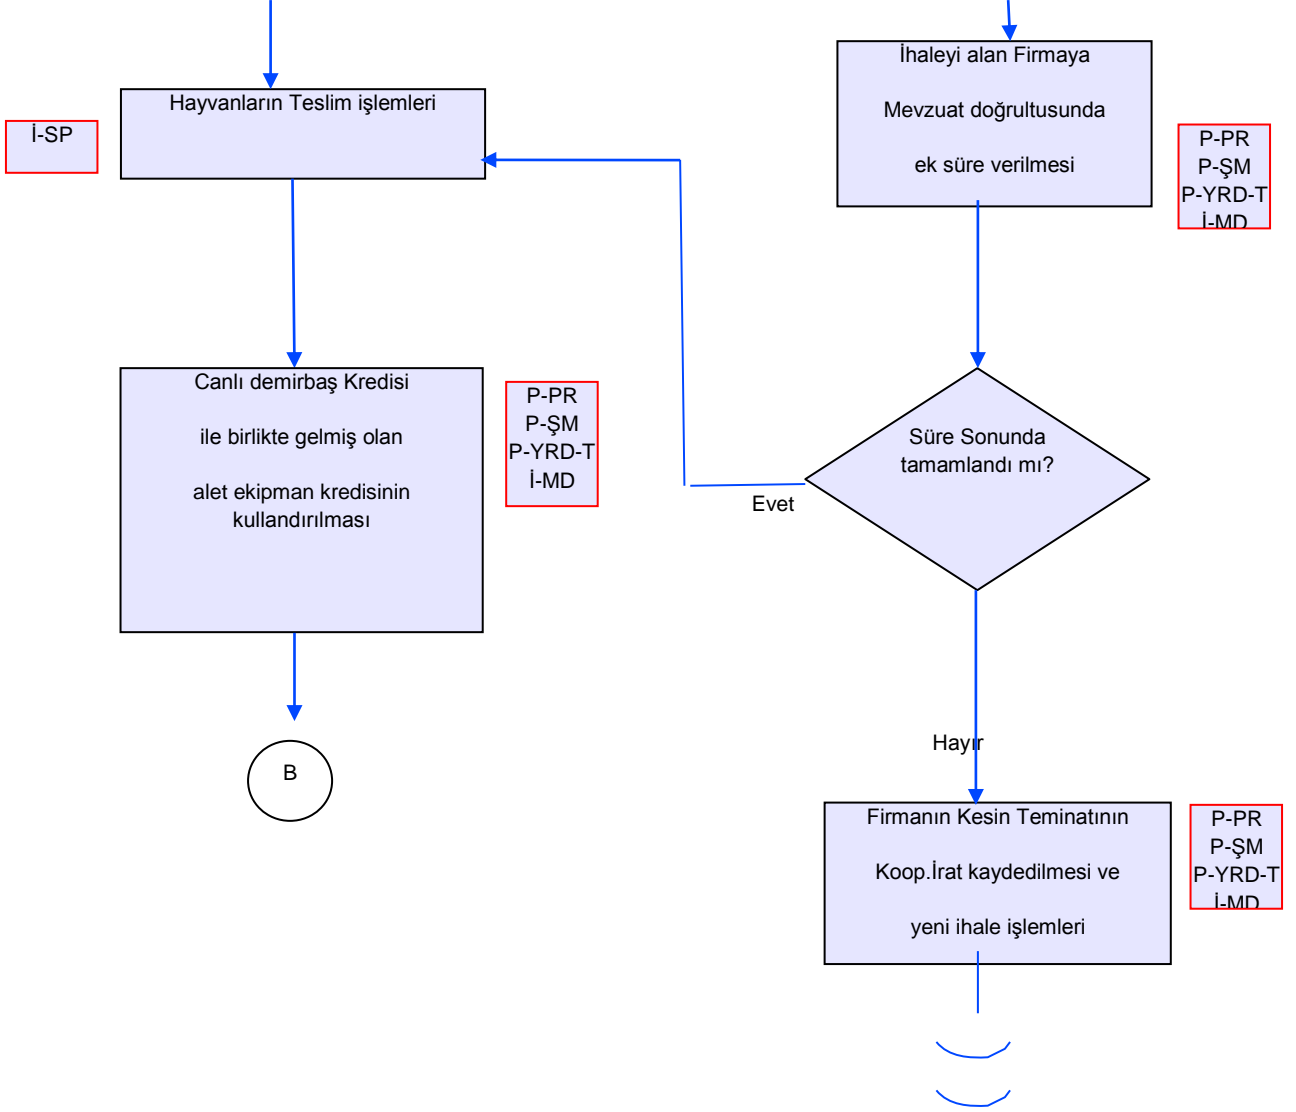 İhaleyi alan Firmaya
Mevzuat doğrultusunda
ek süre verilmesi
P-PR
P-ŞM
P-YRD-T
İ-MD
Hayvanların Teslim işlemleri
İ-SP
Canlı demirbaş Kredisi
ile birlikte gelmiş olan
alet ekipman kredisinin
kullandırılması
P-PR
P-ŞM
P-YRD-T
İ-MD
Süre Sonunda
tamamlandı mı?
Evet
Hayır
B
Firmanın Kesin Teminatının
Koop.İrat kaydedilmesi ve
yeni ihale işlemleri
P-PR
P-ŞM
P-YRD-T
İ-MD